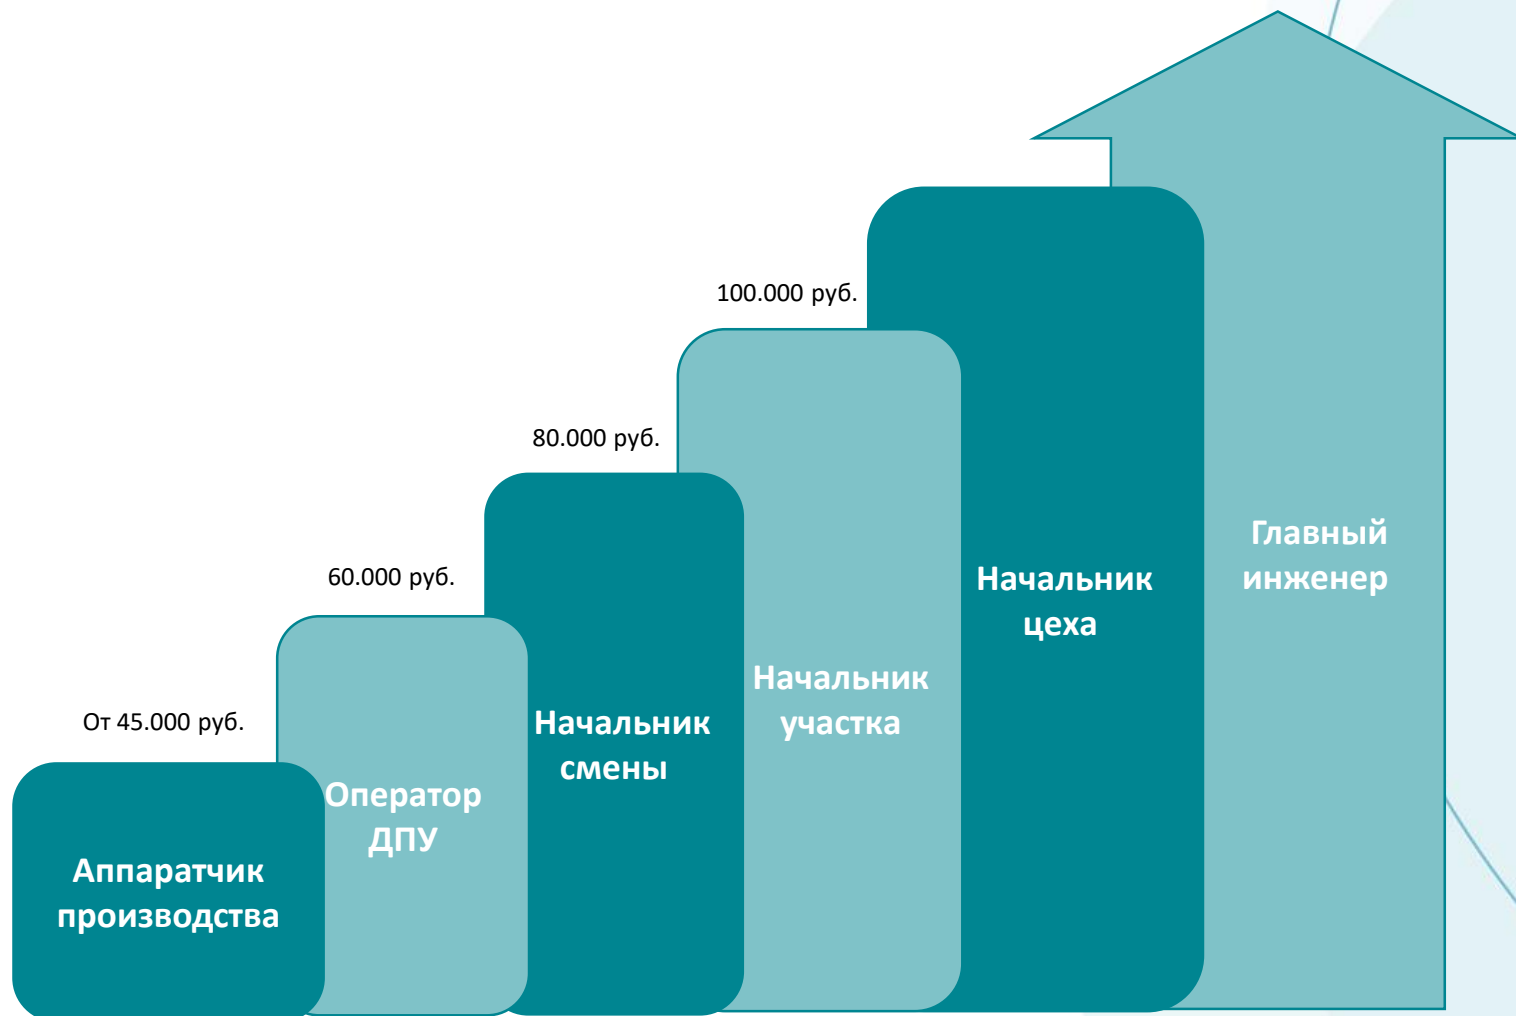 От 45.000 руб.
Аппаратчик
производства
60.000 руб.
Оператор
ДПУ
80.000 руб.
Начальник
смены
100.000 руб.
Начальник
участка
Начальник
цеха
Главный
инженер